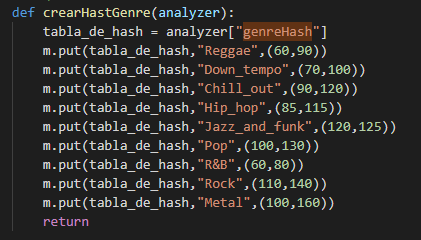 def crearHastGenre(analyzer):
    tabla_de_hash = analyzer["genreHash"]
    m.put(tabla_de_hash,"Reggae",(60,90))
    m.put(tabla_de_hash,"Down_tempo",(70,100))
    m.put(tabla_de_hash,"Chill_out",(90,120))
    m.put(tabla_de_hash,"Hip_hop",(85,115))
    m.put(tabla_de_hash,"Jazz_and_funk",(120,125))
    m.put(tabla_de_hash,"Pop",(100,130))
    m.put(tabla_de_hash,"R&B",(60,80))
    m.put(tabla_de_hash,"Rock",(110,140))
    m.put(tabla_de_hash,"Metal",(100,160))
    return